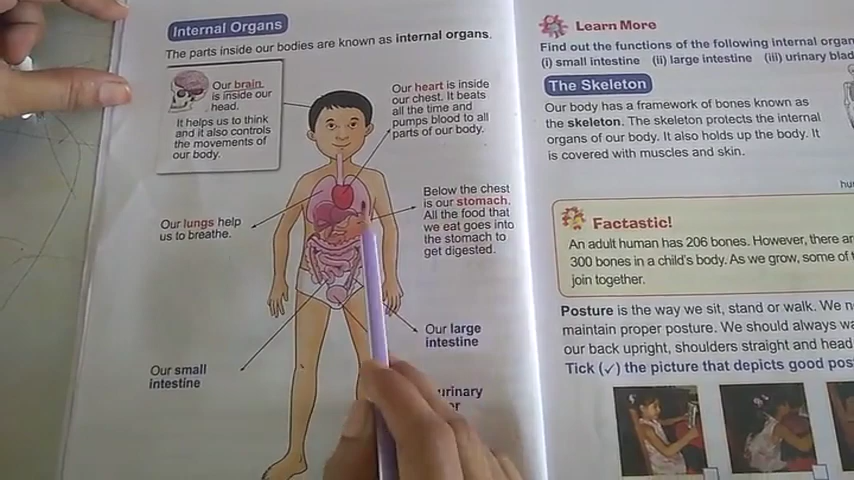 Internal Organs
The parts inside our bodies are known as internal organs.
Our brain
is inside our
head.
It helps us to think
and it also controls
the movements of
our body.
Our heart is inside
our chest. It beats
all the time and
pumps blood to all
parts of our body.
Our lungs help
us to breathe.
Below the chest
is our stomach.
All the food that
we eat goes into
the stomach to
get digested.
Our large
intestine
Our small
intestine
urinary
Learn More
Find out the functions of the following internal
(i) small intestine (ii) large intestine (iii) urinary
The Skeleton
Our body has a framework of bones known as
the skeleton. The skeleton protects the internal
organs of our body. It also holds up the body. It
is covered with muscles and skin.
Factastic!
An adult human has 206 bones. However, there
300 bones in a child's body. As we grow, some of
join together.
Posture is the way we sit, stand or walk. We
maintain proper posture. We should always
our back upright, shoulders straight and head
Tick (✓) the picture that depicts good